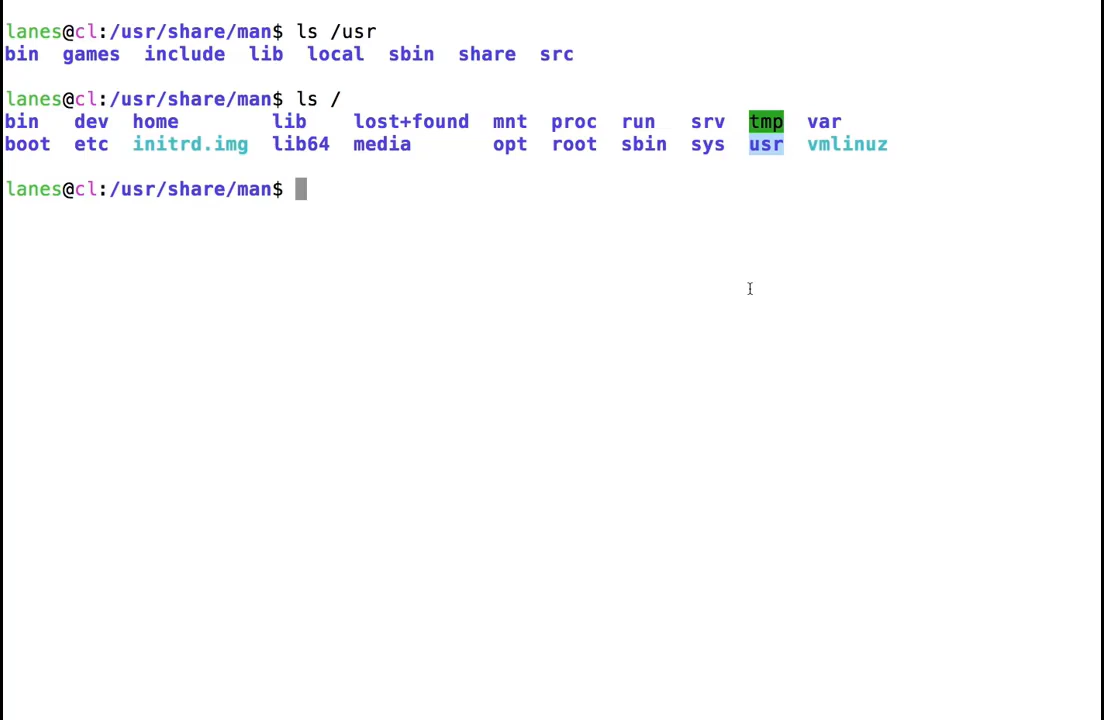 lanes@cl:/usr/share/man$ ls /usr
bin  games  include  lib  local  sbin  share  src
lanes@cl:/usr/share/man$ ls /
bin   dev  home        lib    lost+found  mnt  proc  run   srv  tmp  var
boot  etc  initrd.img  lib64  media       opt  root  sbin  sys  usr  vmlinuz
lanes@cl:/usr/share/man$